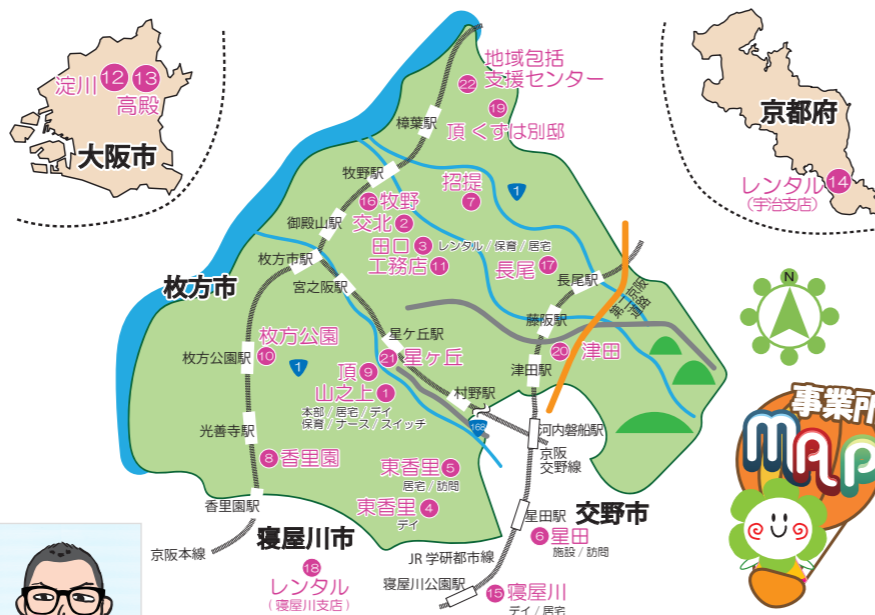 淀川 12 13
高殿
大阪市
地域包括
22 支援センター
19
頂 くずは別邸
樟葉駅
京都府
レンタル 14
(宇治支店)
牧野駅
招提
7
1
16 牧野
御殿山駅
交北 2
田口 3 レンタル / 保育 / 居宅
工務店 11
枚方市駅
長尾 17
長尾駅
第二京阪
道路
N
枚方市
宮之阪駅
藤阪駅
星ケ丘駅
枚方公園
枚方公園駅
10
1
21 星ヶ丘
20 津田
頂 9
津田駅
山之上 1
本部 / 居宅 / デイ
保育 / ナース / スイッチ
村野駅
168
事業所
MAP
光善寺駅
河内磐船駅
京阪
交野線
8 香里園
東香里 5
居宅 / 訪問
東香里 4
デイ
香里園駅
星田駅
交野市
6 星田
施設 / 訪問
京阪本線
寝屋川市
18
レンタル
(寝屋川支店)
JR 学研都市線
寝屋川公園駅
15 寝屋川
デイ / 居宅